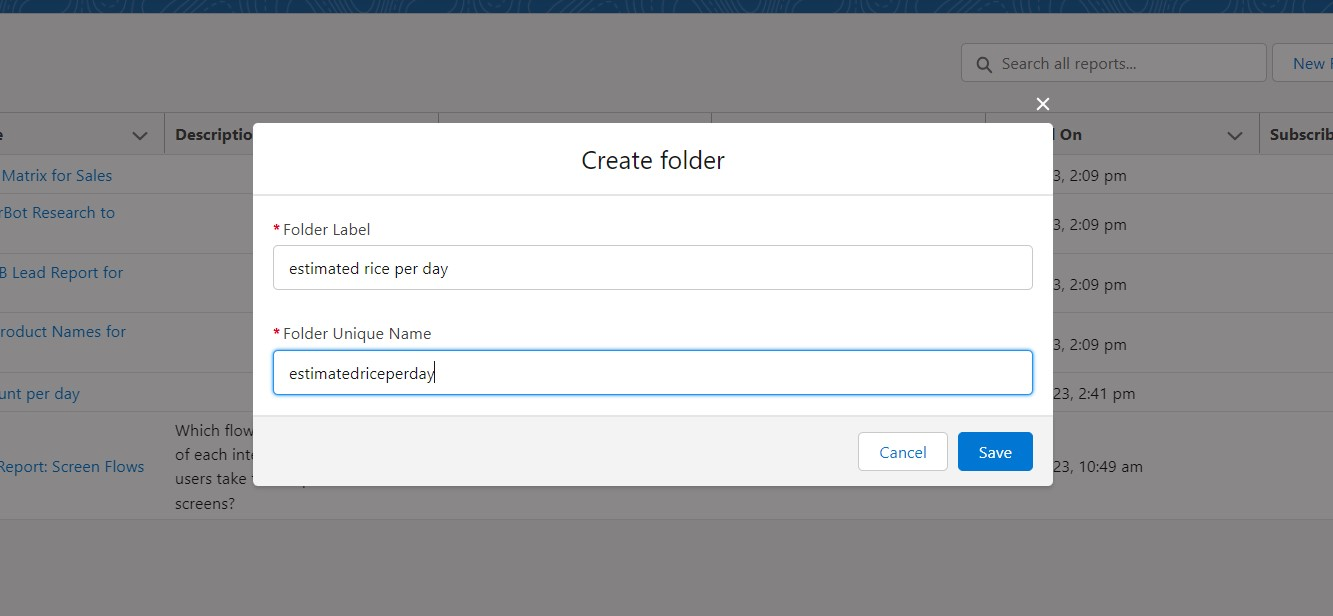 Search all reports...
New
Descriptio
On
Subscrib
Matrix for Sales
3, 2:09 pm
rBot Research to
3, 2:09 pm
B Lead Report for
3, 2:09 pm
roduct Names for
3, 2:09 pm
unt per day
23, 2:41 pm
Report: Screen Flows
Which flow
of each inte
users take
screens?
23, 10:49 am
Create folder
* Folder Label
estimated rice per day
* Folder Unique Name
estimatedriceperday
Cancel
Save